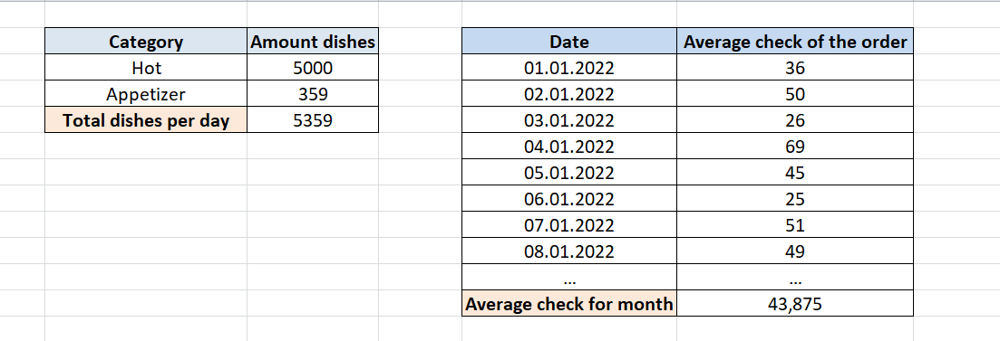 Category Amount dishes
Hot 5000
Appetizer 359
Total dishes per day 5359
Date Average check of the order
01.01.2022 36
02.01.2022 50
03.01.2022 26
04.01.2022 69
05.01.2022 45
06.01.2022 25
07.01.2022 51
08.01.2022 49
... ...
Average check for month 43,875